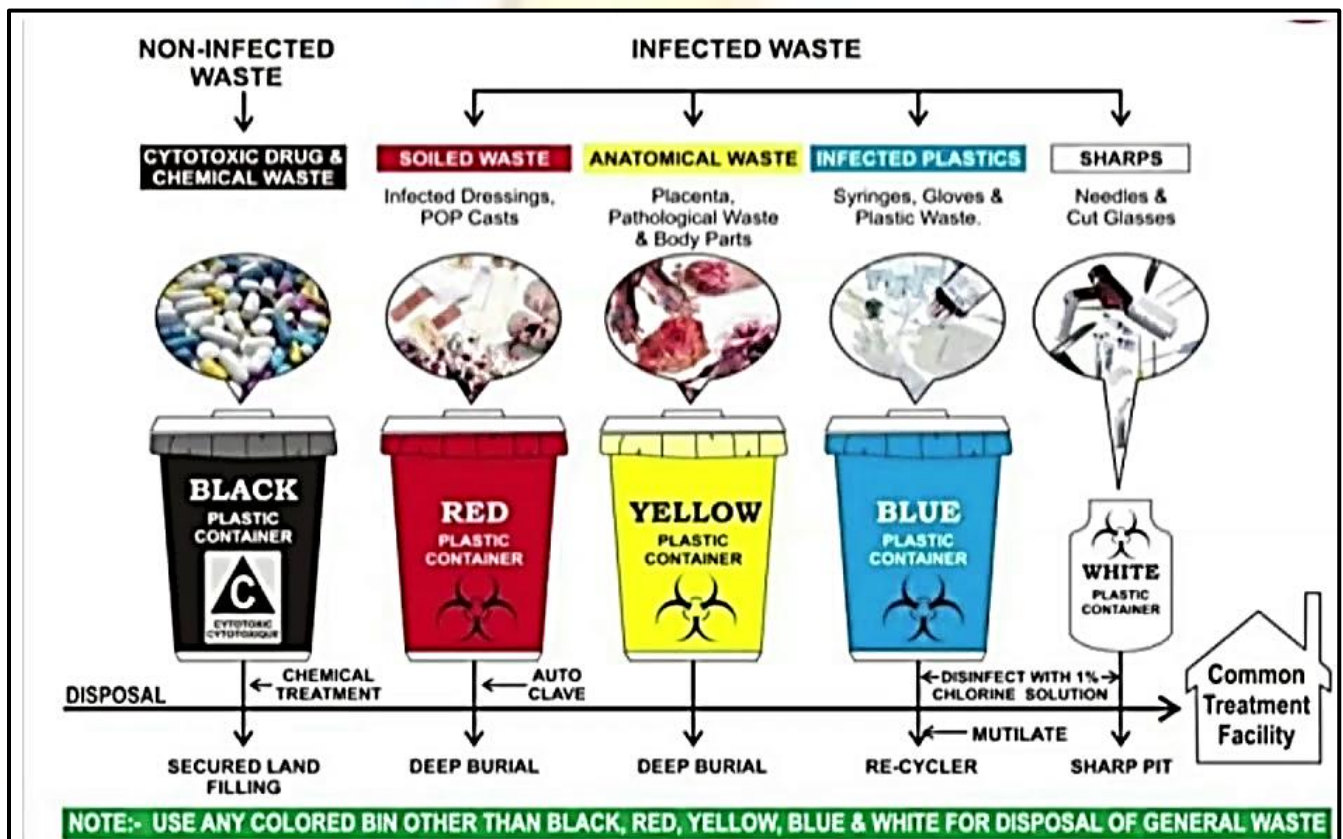 NON-INFECTED
WASTE
INFECTED WASTE
CYTOTOXIC DRUG &
CHEMICAL WASTE
SOILED WASTE
Infected Dressings,
POP Casts
ANATOMICAL WASTE
Placenta,
Pathological Waste
& Body Parts
INFECTED PLASTICS
Syringes, Gloves &
Plastic Waste.
SHARPS
Needles &
Cut Glasses
BLACK
PLASTIC
CONTAINER
C
CYTOTOXIC
CYTOTOXIQUE
RED
PLASTIC
CONTAINER
YELLOW
PLASTIC
CONTAINER
BLUE
PLASTIC
CONTAINER
WHITE
PLASTIC
CONTAINER
DISPOSAL
CHEMICAL
TREATMENT
AUTO
CLAVE
DISINFECT WITH 1%
CHLORINE SOLUTION
MUTILATE
Common
Treatment
Facility
SECURED LAND
FILLING
DEEP BURIAL
DEEP BURIAL
RE-CYCLER
SHARP PIT
NOTE:- USE ANY COLORED BIN OTHER THAN BLACK, RED, YELLOW, BLUE & WHITE FOR DISPOSAL OF GENERAL WASTE